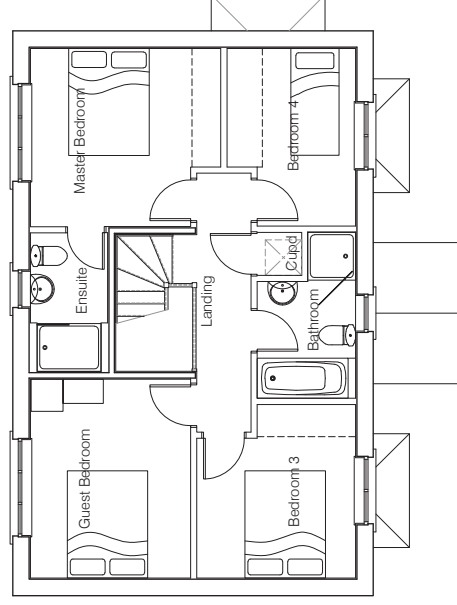 Master Bedroom
Bedroom 4
Ensuite
Landing
Cupd
Bathroom
Guest Bedroom
Bedroom 3